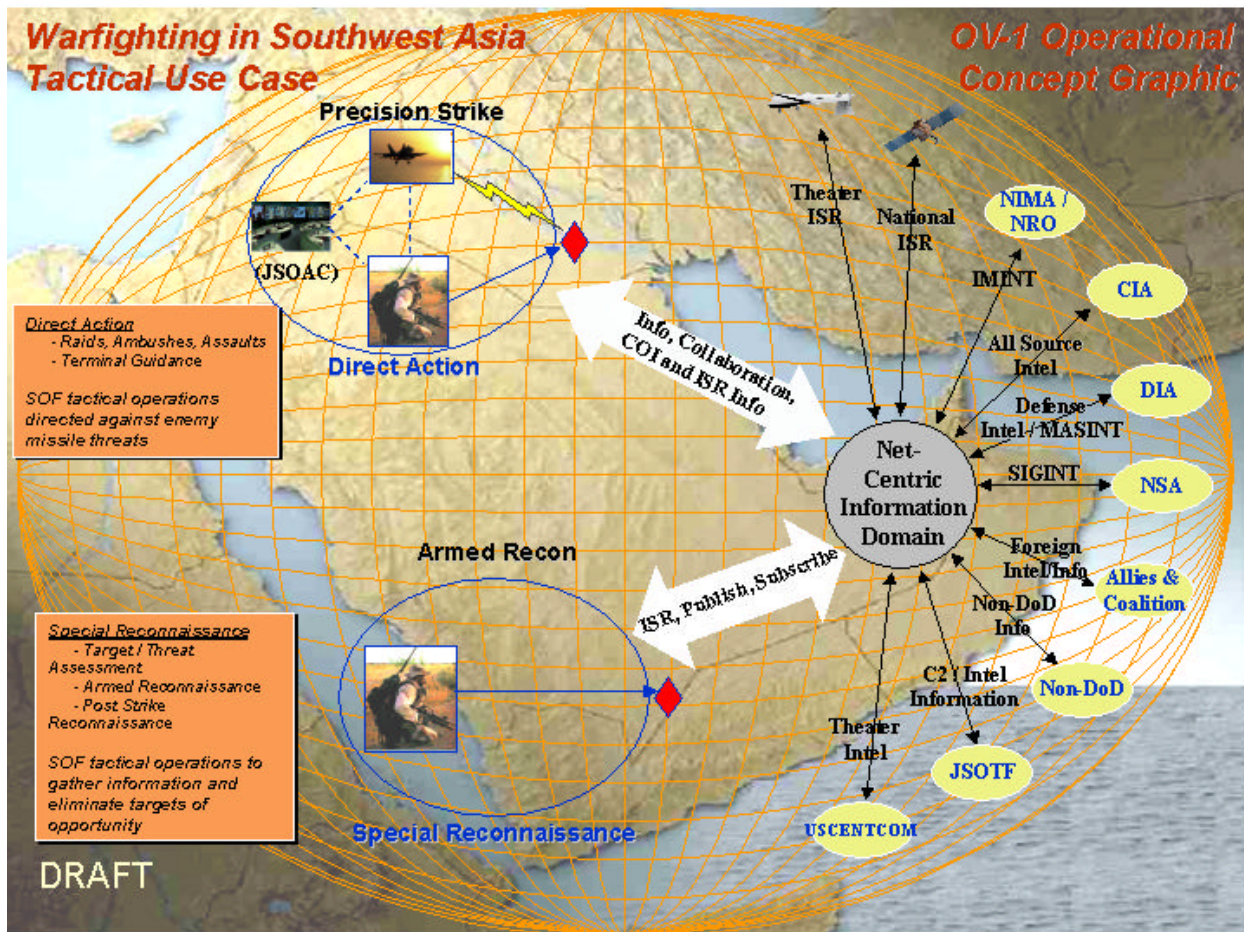 Warfighting in Southwest Asia
Tactical Use Case
OV-1 Operational
Concept Graphic
Precision Strike
(JSOAC)
Direct Action
Direct Action
- Raids, Ambushes, Assaults
- Terminal Guidance
SOF tactical operations
directed against enemy
missile threats
Info, Collaboration,
COI and ISR Info
Theater
ISR
National
ISR
NIMA /
NRO
IMINT
CIA
All Source
Intel
DIA
Defense
Intel / MASINT
Net-
Centric
Information
Domain
SIGINT
NSA
Foreign
Intel/Info
Allies &
Coalition
Non-DoD
Info
Non-DoD
C2 / Intel
Information
JSOTF
Theater
Intel
USCENTCOM
Armed Recon
ISR, Publish, Subscribe
Special Reconnaissance
Special Reconnaissance
- Target / Threat
Assessment
- Armed Reconnaissance
- Post Strike
Reconnaissance
SOF tactical operations to
gather information and
eliminate targets of
opportunity
DRAFT